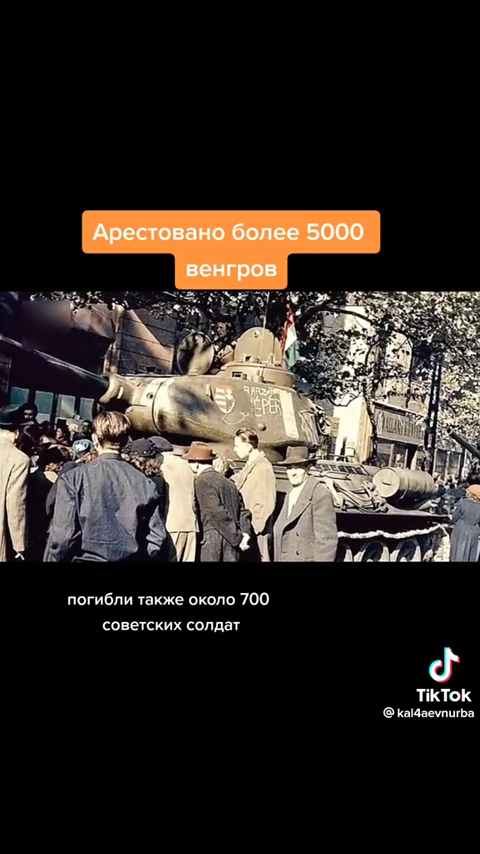 Арестовано более 5000
венгров
погибли также около 700
советских солдат
TikTok
@ kal4aevnurba